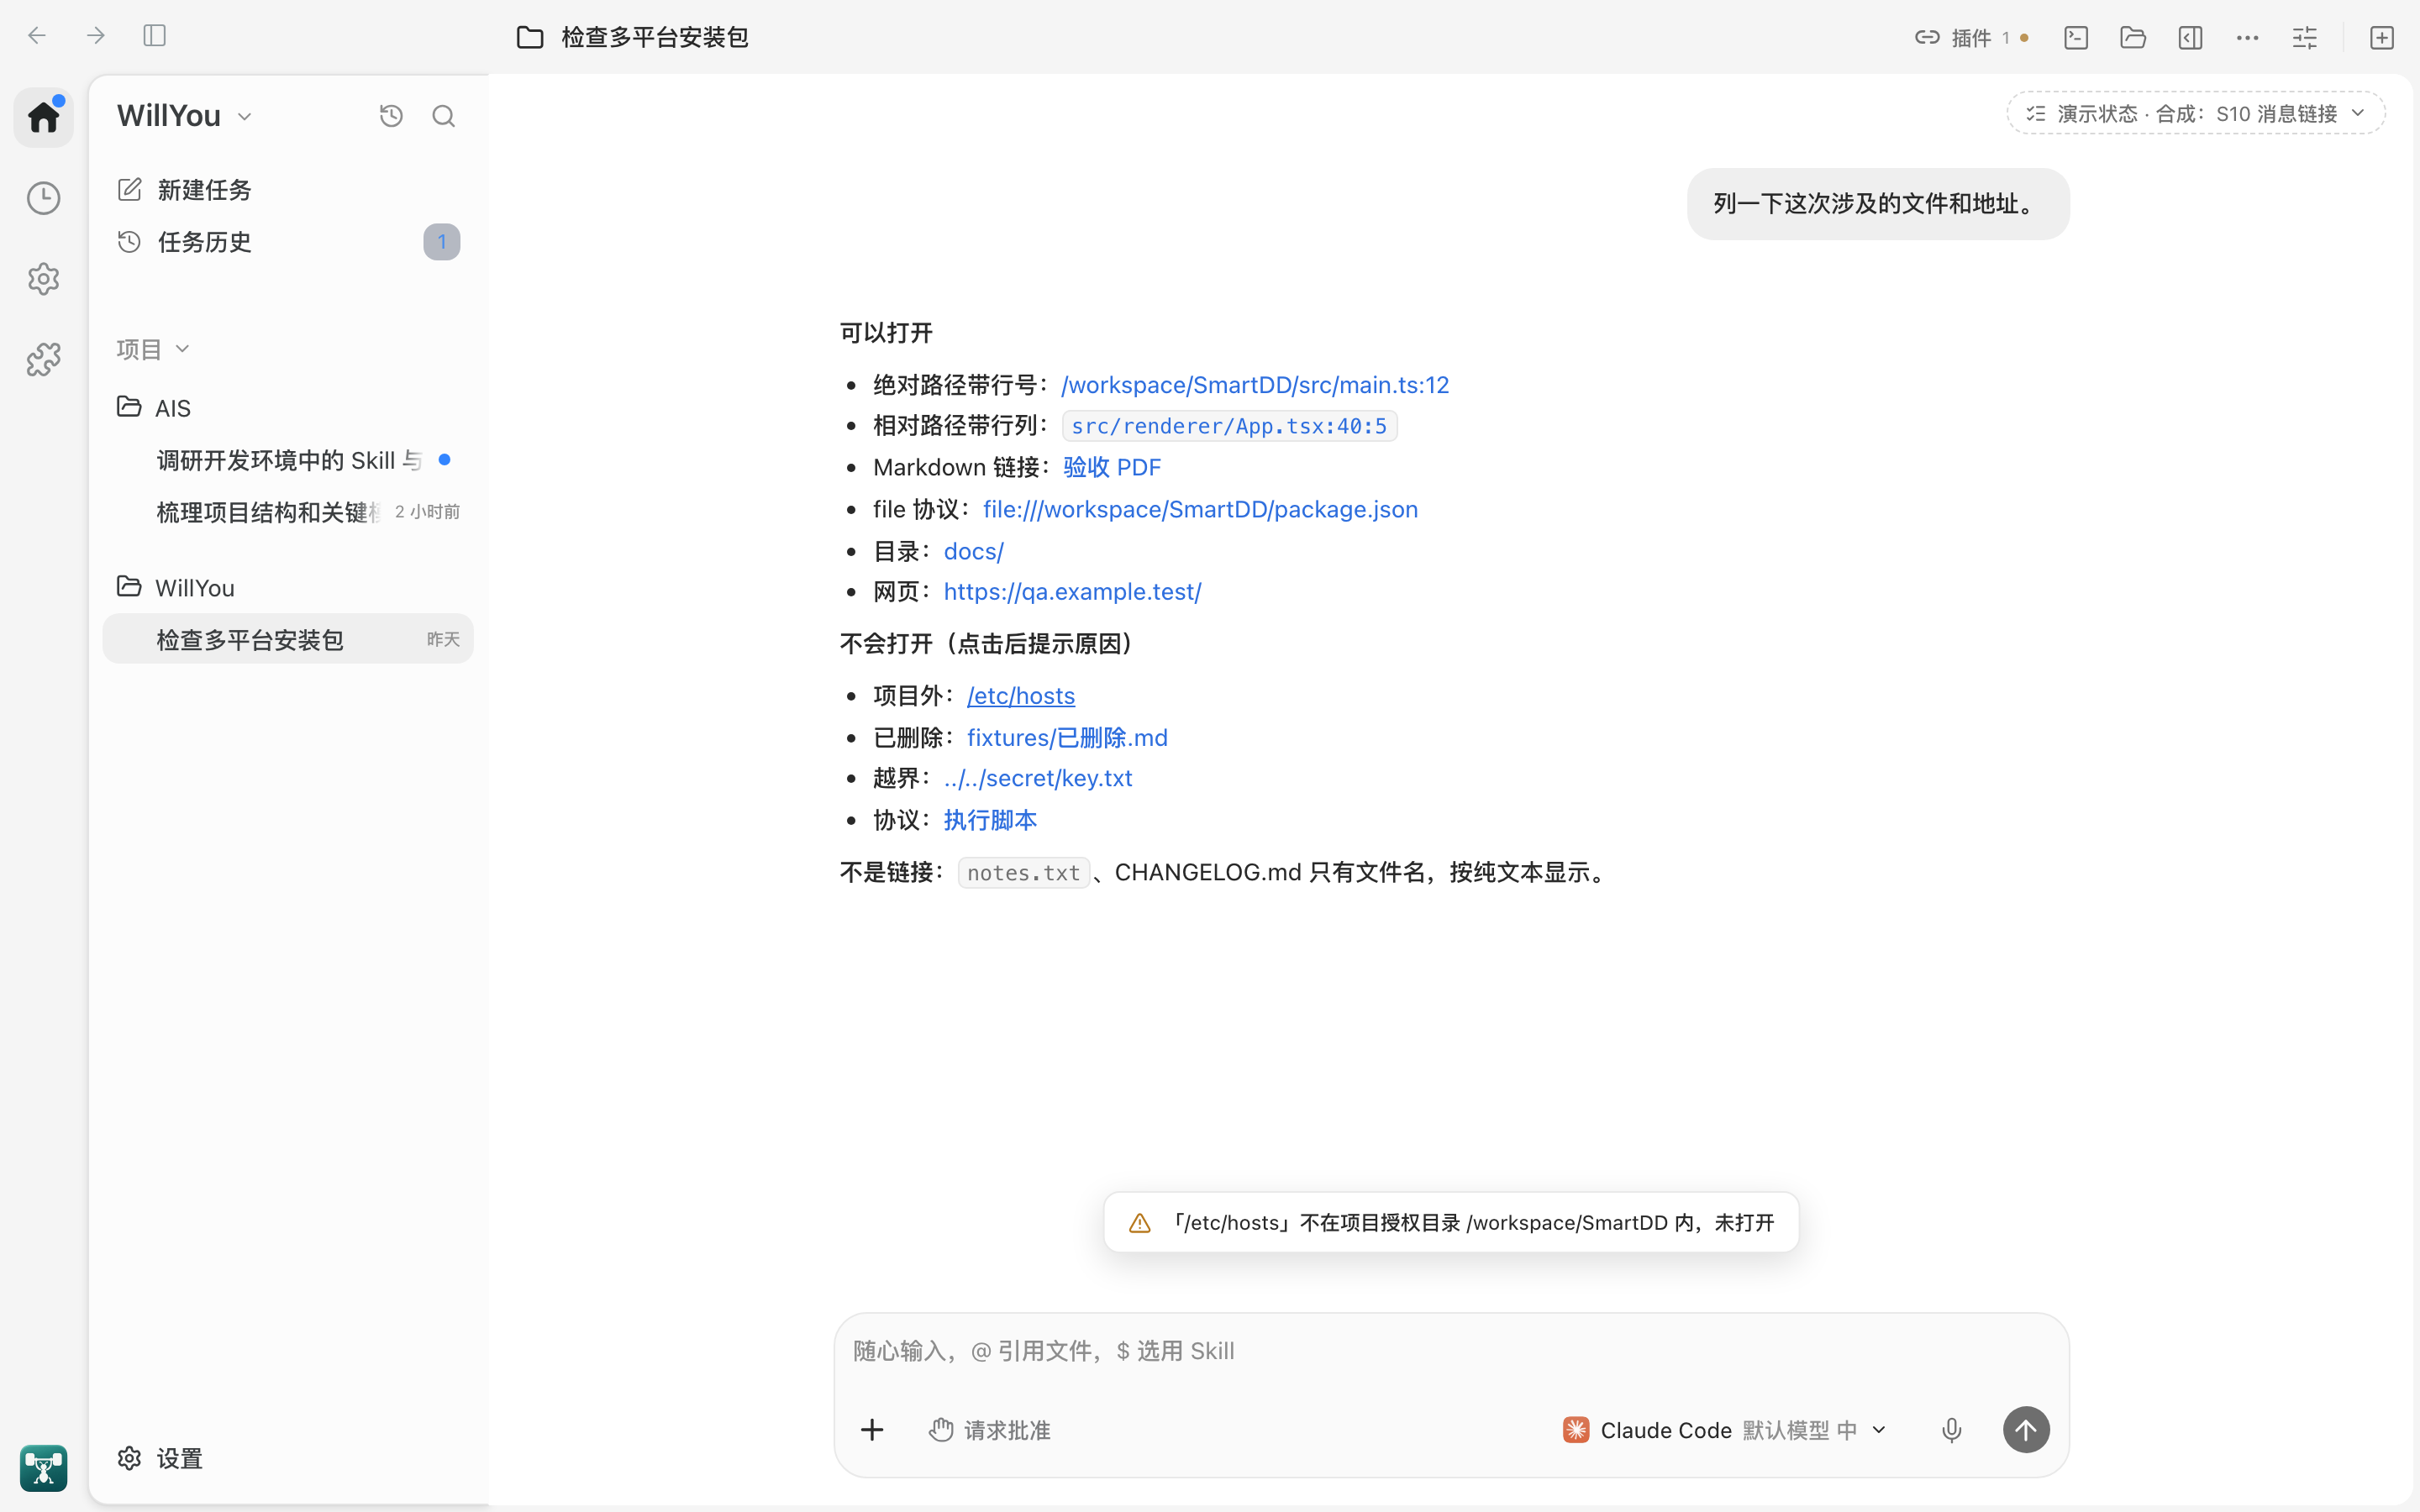 检查多平台安装包
插件 1
WillYou
演示状态 · 合成：S10 消息链接
新建任务
任务历史 1
项目
AIS
调研开发环境中的 Skill 与
梳理项目结构和关键 2 小时前
WillYou
检查多平台安装包 昨天
设置
列一下这次涉及的文件和地址。
可以打开
• 绝对路径带行号：/workspace/SmartDD/src/main.ts:12
• 相对路径带行列：src/renderer/App.tsx:40:5
• Markdown 链接：验收 PDF
• file 协议：file:///workspace/SmartDD/package.json
• 目录：docs/
• 网页：https://qa.example.test/
不会打开（点击后提示原因）
• 项目外：/etc/hosts
• 已删除：fixtures/已删除.md
• 越界：../../secret/key.txt
• 协议：执行脚本
不是链接：notes.txt、CHANGELOG.md 只有文件名，按纯文本显示。
「/etc/hosts」不在项目授权目录 /workspace/SmartDD 内，未打开
随心输入，@ 引用文件，$ 选用 Skill
请求批准
Claude Code 默认模型 中